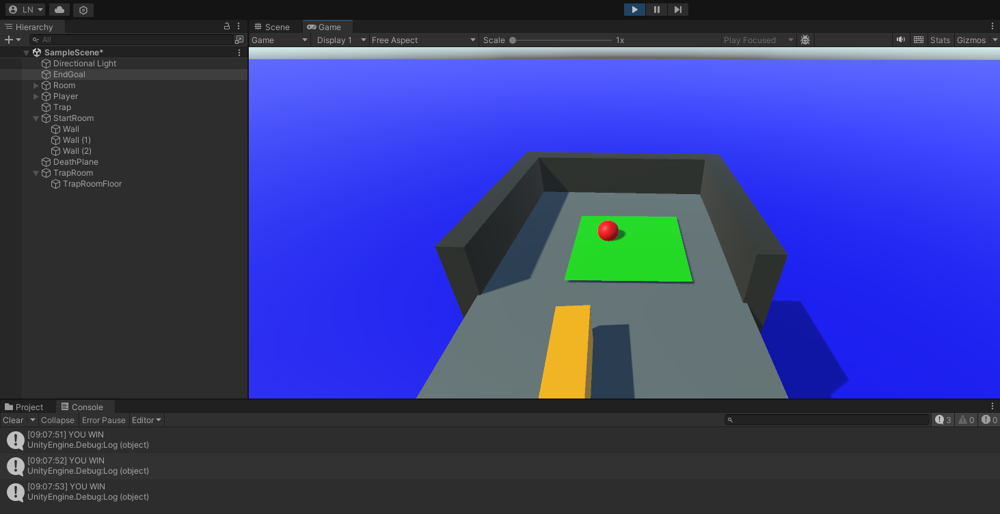 LN
Hierarchy
All
SampleScene*
Directional Light
EndGoal
Room
Player
Trap
StartRoom
Wall
Wall (1)
Wall (2)
DeathPlane
TrapRoom
TrapRoomFloor
Scene Game
Game Display 1 Free Aspect Scale 1x Play Focused Stats Gizmos
Project Console
Clear Collapse Error Pause Editor 3 0 0
[09:07:51] YOU WIN
UnityEngine.Debug:Log (object)
[09:07:52] YOU WIN
UnityEngine.Debug:Log (object)
[09:07:53] YOU WIN
UnityEngine.Debug:Log (object)